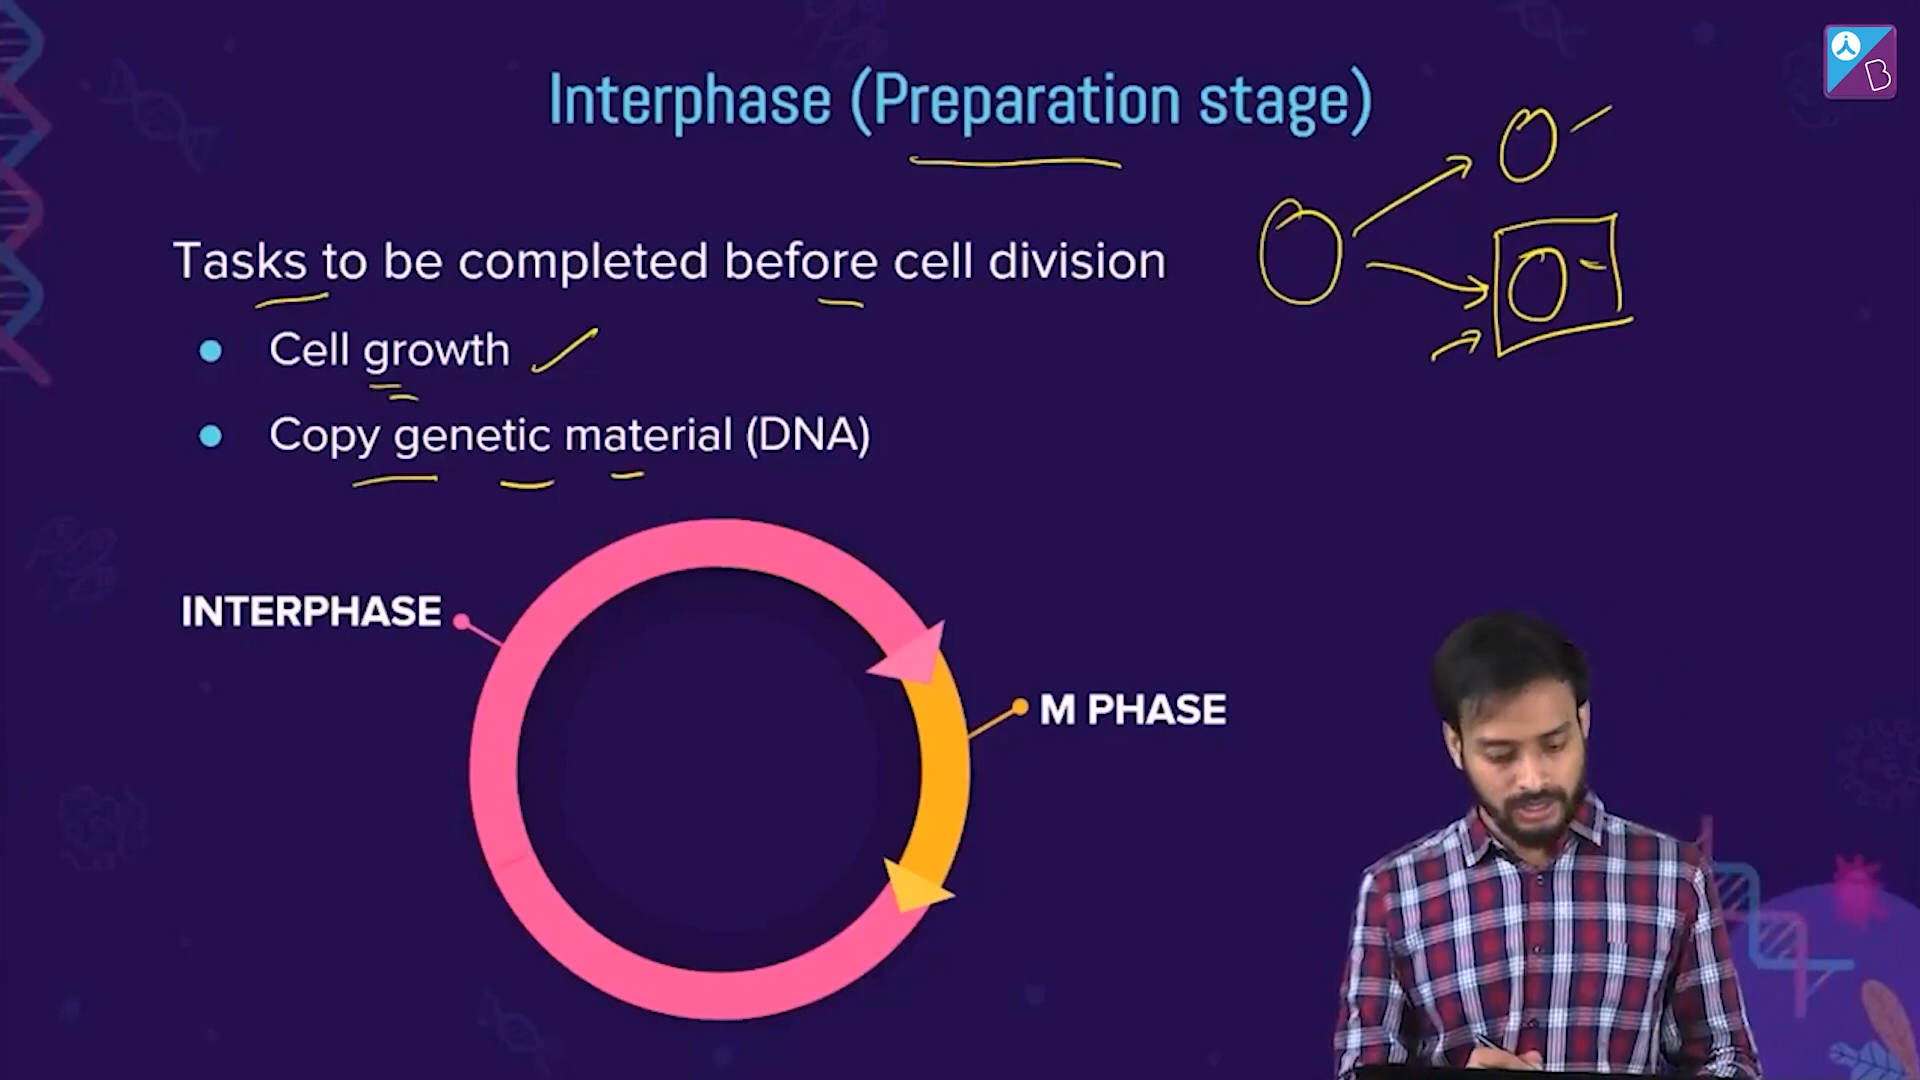 Interphase (Preparation stage)
Tasks to be completed before cell division
Cell growth
Copy genetic material (DNA)
INTERPHASE
M PHASE
B